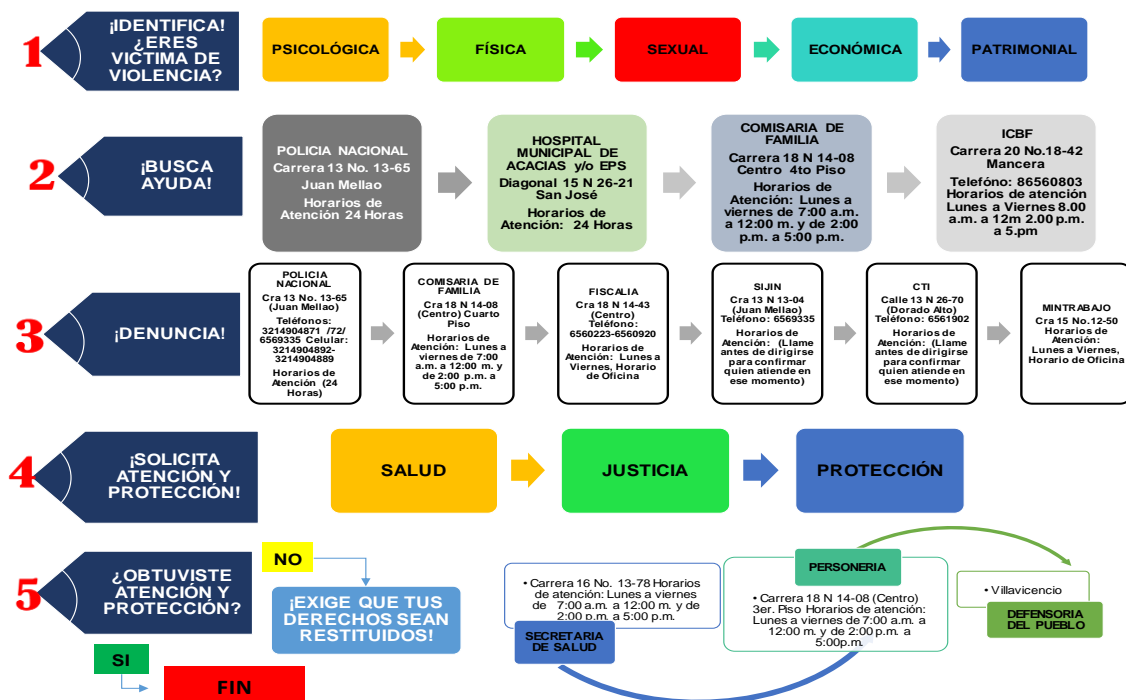 1
¡IDENTIFICA!
¿ERES
VICTIMA DE
VIOLENCIA?
PSICOLÓGICA
FÍSICA
SEXUAL
ECONÓMICA
PATRIMONIAL
2
¡BUSCA
AYUDA!
POLICIA NACIONAL
Carrera 13 No. 13-65
Juan Mellao
Horarios de
Atención 24 Horas
HOSPITAL
MUNICIPAL DE
ACACIAS y/o EPS
Diagonal 15 N 26-21
San José
Horarios de
Atención: 24 Horas
COMISARIA DE
FAMILIA
Carrera 18 N 14-08
Centro 4to Piso
Horarios de
Atención: Lunes a
viernes de 7:00 a.m.
a 12:00 m. y de 2:00
p.m. a 5:00 p.m.
ICBF
Carrera 20 No.18-42
Mancera
Telefóno: 86560803
Horarios de atención
Lunes a Viernes 8.00
a.m. a 12m 2.00 p.m.
a 5.pm
3
¡DENUNCIA!
POLICIA
NACIONAL
Cra 13 No. 13-65
(Juan Mellao)
Teléfonos:
3214904871 /72/
6569335 Celular:
3214904892-
3214904889
Horarios de
Atención (24
Horas)
COMISARIA DE
FAMILIA
Cra 18 N 14-08
(Centro) Cuarto
Piso
Horarios de
Atención: Lunes a
viernes de 7:00
a.m. a 12:00 m. y
de 2:00 p.m. a
5:00 p.m.
FISCALIA
Cra 18 N 14-43
(Centro)
Teléfono:
6560223-6560920
Horarios de
Atención: Lunes a
Viernes, Horario
de Oficina
SIJIN
Cra 13 N 13-04
(Juan Mellao)
Teléfono: 6569335
Horarios de
Atención: (Llame
antes de dirigirse
para confirmar
quien atiende en
ese momento)
CTI
Calle 13 N 26-70
(Dorado Alto)
Teléfono: 6561902
Horarios de
Atención: (Llame
antes de dirigirse
para confirmar
quien atiende en
ese momento)
MINTRABAJO
Cra 15 No.12-50
Horarios de
Atención:
Lunes a Viernes,
Horario de Oficina
4
¡SOLICITA
ATENCIÓN Y
PROTECCIÓN!
SALUD
JUSTICIA
PROTECCIÓN
5
¿OBTUVISTE
ATENCIÓN Y
PROTECCIÓN?
NO
¡EXIGE QUE TUS
DERECHOS SEAN
RESTITUIDOS!
SI
FIN
• Carrera 16 No. 13-78 Horarios
de atención: Lunes a viernes
de 7:00 a.m. a 12:00 m. y de
2:00 p.m. a 5:00 p.m.
SECRETARIA
DE SALUD
PERSONERIA
• Carrera 18 N 14-08 (Centro)
3er. Piso Horarios de atención:
Lunes a viernes de 7:00 a.m. a
12:00 m. y de 2:00 p.m. a
5:00p.m.
• Villavicencio
DEFENSORIA
DEL PUEBLO